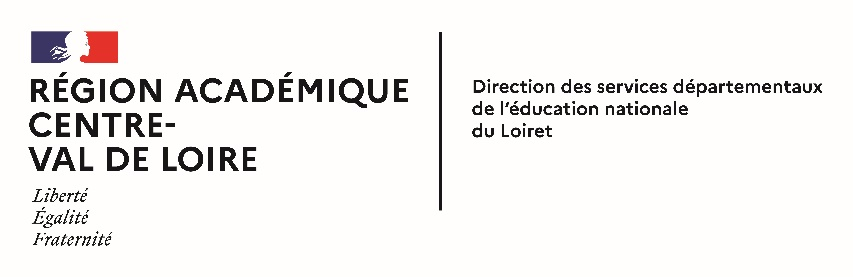 RÉGION ACADÉMIQUE
CENTRE-
VAL DE LOIRE
Liberté
Égalité
Fraternité
Direction des services départementaux
de l’éducation nationale
du Loiret